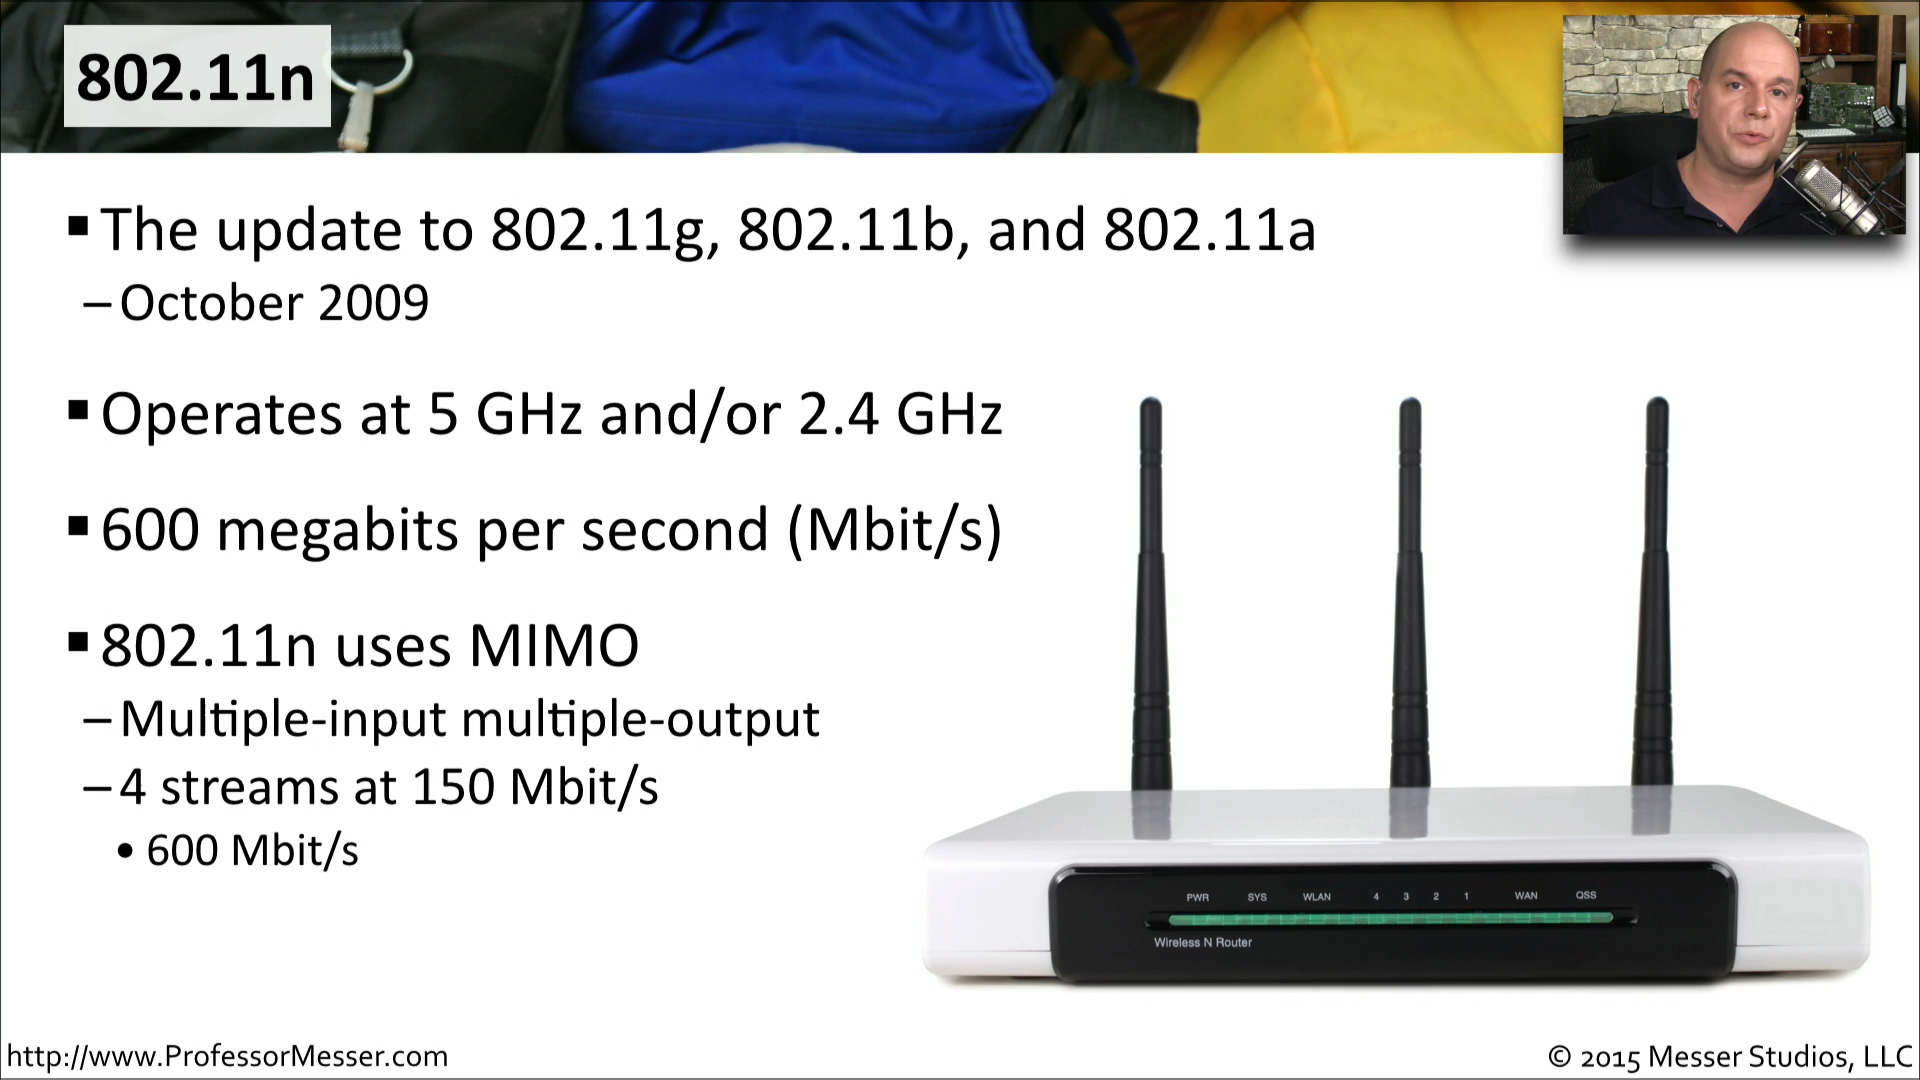 802.11n
▪ The update to 802.11g, 802.11b, and 802.11a
– October 2009
▪ Operates at 5 GHz and/or 2.4 GHz
▪ 600 megabits per second (Mbit/s)
▪ 802.11n uses MIMO
– Multiple-input multiple-output
– 4 streams at 150 Mbit/s
• 600 Mbit/s
PWR SYS WLAN 4 3 2 1 WAN QSS
Wireless N Router
http://www.ProfessorMesser.com
© 2015 Messer Studios, LLC